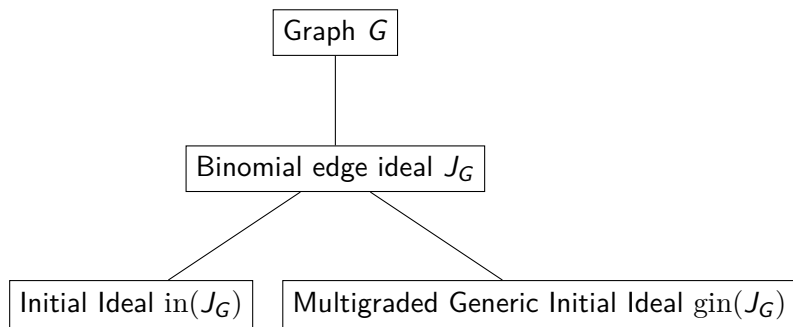 Graph G
Binomial edge ideal J_G
Initial Ideal in(J_G)
Multigraded Generic Initial Ideal gin(J_G)